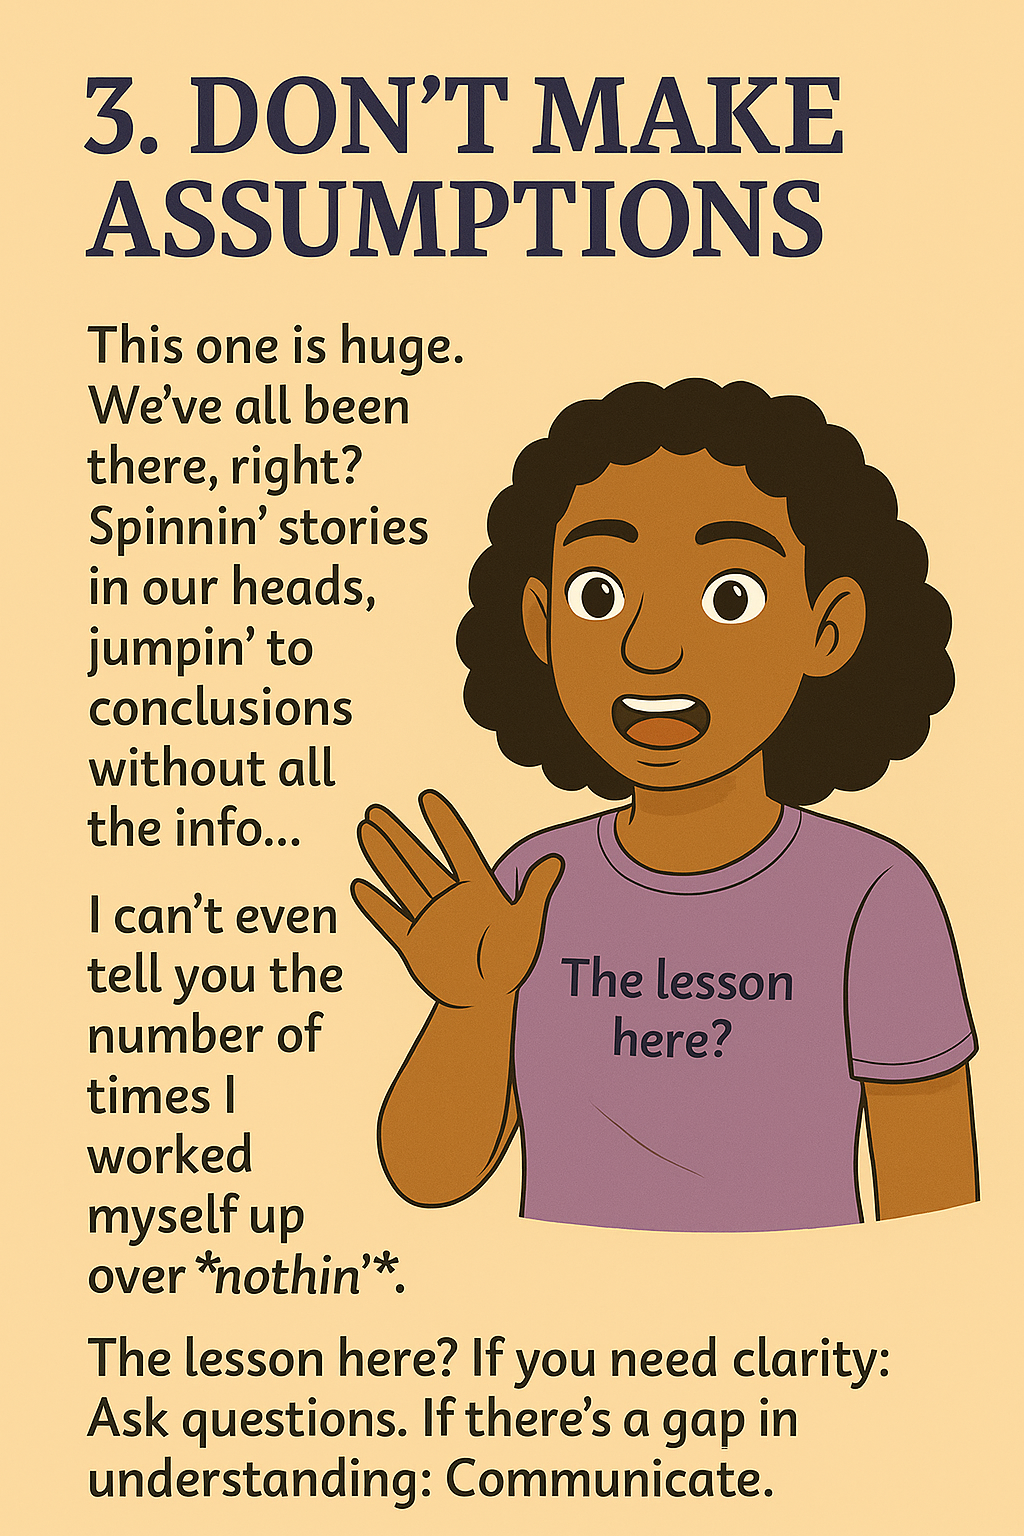 3. DON’T MAKE
ASSUMPTIONS
This one is huge.
We’ve all been
there, right?
Spinnin’ stories
in our heads,
jumpin’ to
conclusions
without all
the info...
I can’t even
tell you the
number of
times I
worked
myself up
over *nothin’*.
The lesson
here?
The lesson here? If you need clarity:
Ask questions. If there’s a gap in
understanding: Communicate.